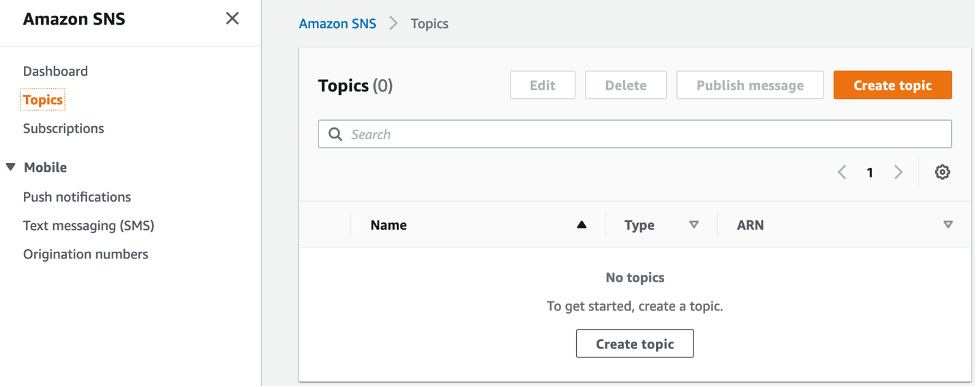 Amazon SNS
Dashboard
Topics
Subscriptions
Mobile
Push notifications
Text messaging (SMS)
Origination numbers
Amazon SNS Topics
Topics (0) Edit Delete Publish message Create topic
Search
1
Name Type ARN
No topics
To get started, create a topic.
Create topic